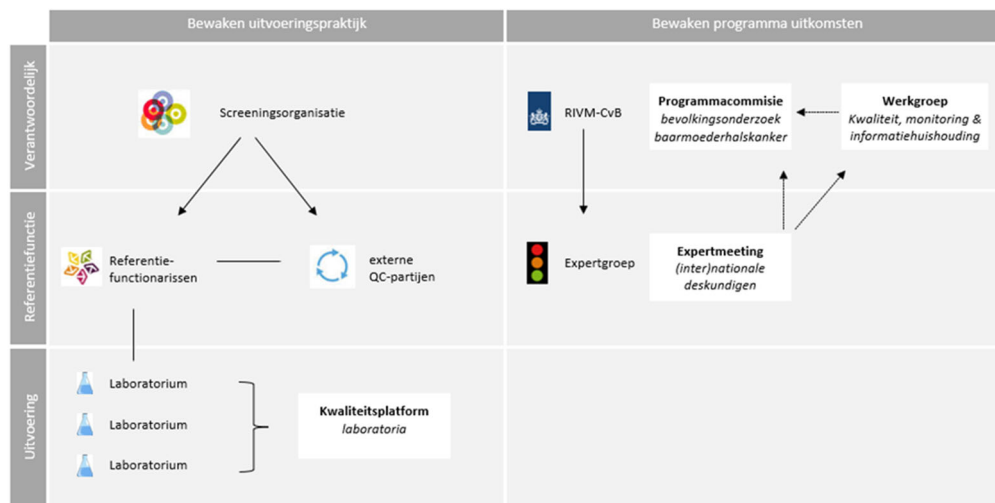 Bewaken uitvoeringspraktijk
Bewaken programma uitkomsten
Verantwoordelijk
Screeningsorganisatie
RIVM-CvB
Programmacommisie
bevolkingsonderzoek
baarmoederhalskanker
Werkgroep
Kwaliteit, monitoring &
informatiehuishouding
Referentiefunctie
Referentie-
functionarissen
externe
QC-partijen
Expertgroep
Expertmeeting
(inter)nationale
deskundigen
Uitvoering
Laboratorium
Laboratorium
Laboratorium
Kwaliteitsplatform
laboratoria